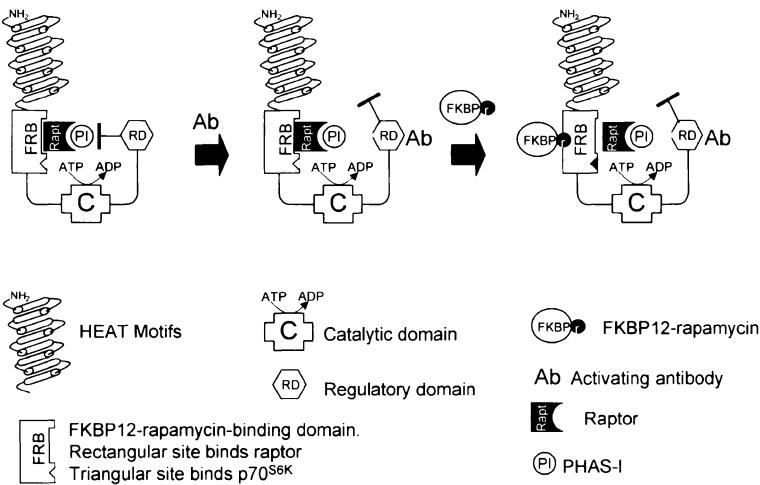 NH2
NH2
NH2
FRB
Rapt
PI
RD
ATP ADP
C
Ab
FRB
Rapt
PI
RD Ab
ATP ADP
C
FKBP r
FKBP r
FRB
Rapt
PI
RD Ab
ATP ADP
C
NH2
HEAT Motifs
ATP ADP
C Catalytic domain
RD Regulatory domain
FKBP r FKBP12-rapamycin
Ab Activating antibody
Rapt Raptor
PI PHAS-I
FRB
FKBP12-rapamycin-binding domain.
Rectangular site binds raptor
Triangular site binds p70S6K